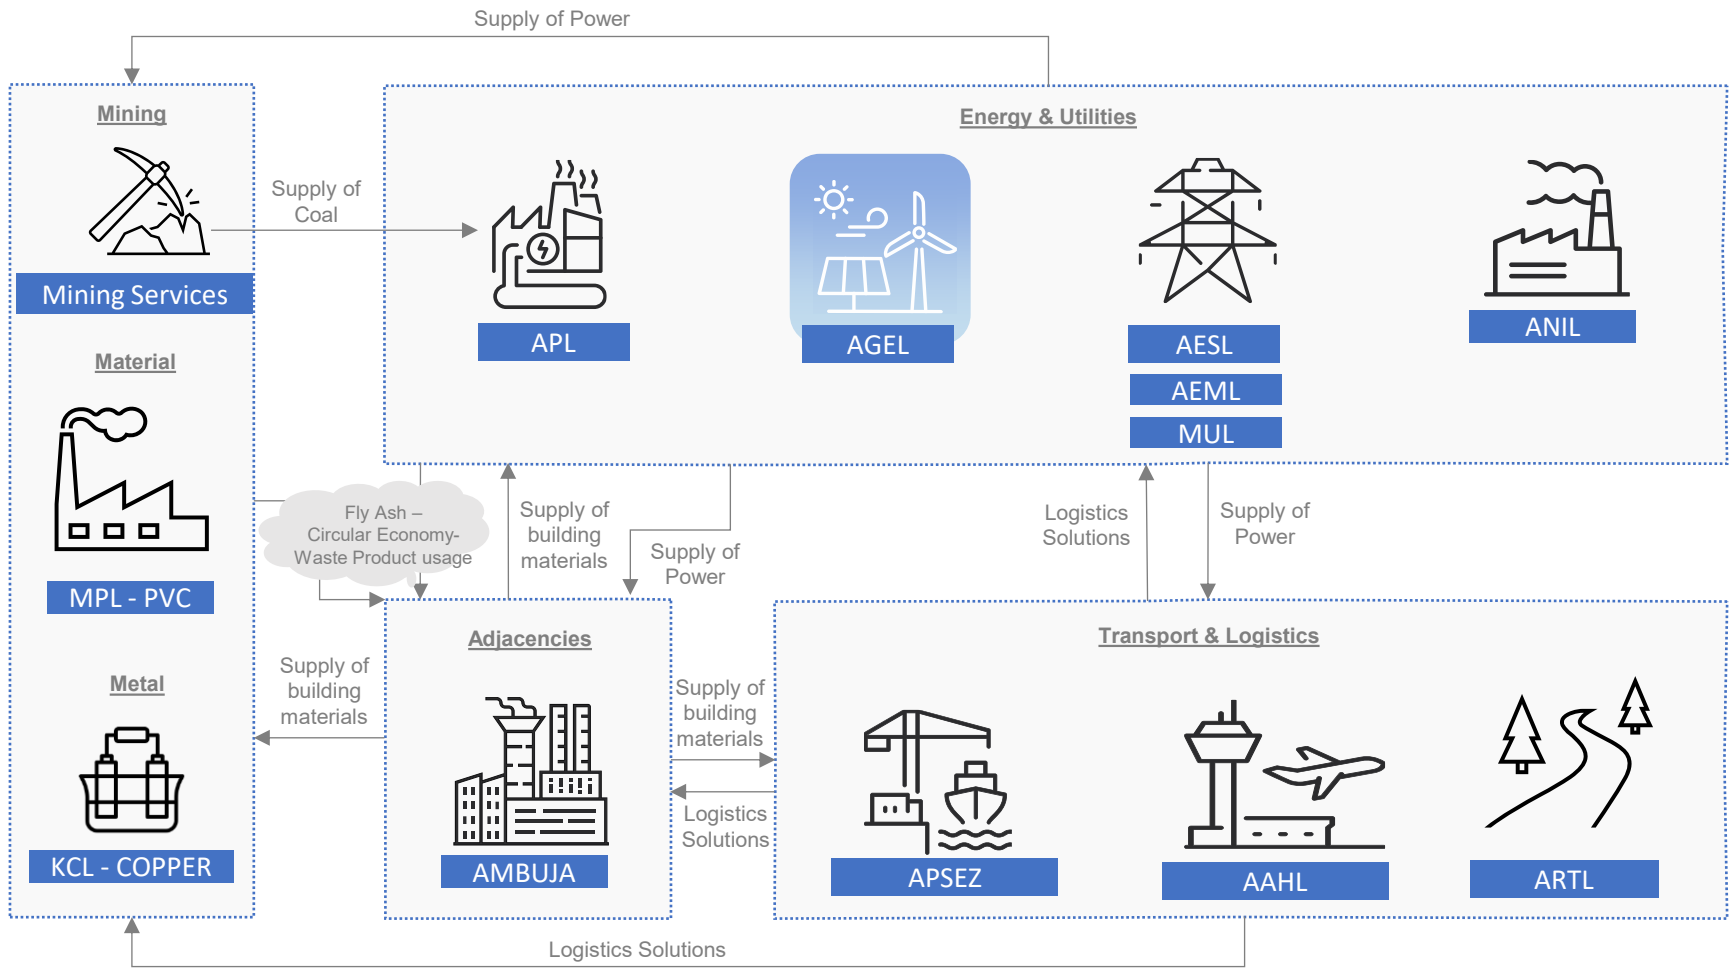 Supply of Power
Mining
Supply of
Coal
Mining Services
Material
MPL - PVC
Metal
KCL - COPPER
Energy & Utilities
APL
AGEL
AESL
AEML
MUL
ANIL
Fly Ash –
Circular Economy-
Waste Product usage
Supply of
building
materials
Supply of
Power
Logistics
Solutions
Supply of
Power
Supply of
building
materials
Adjacencies
AMBUJA
Supply of
building
materials
Logistics
Solutions
Transport & Logistics
APSEZ
AAHL
ARTL
Logistics Solutions